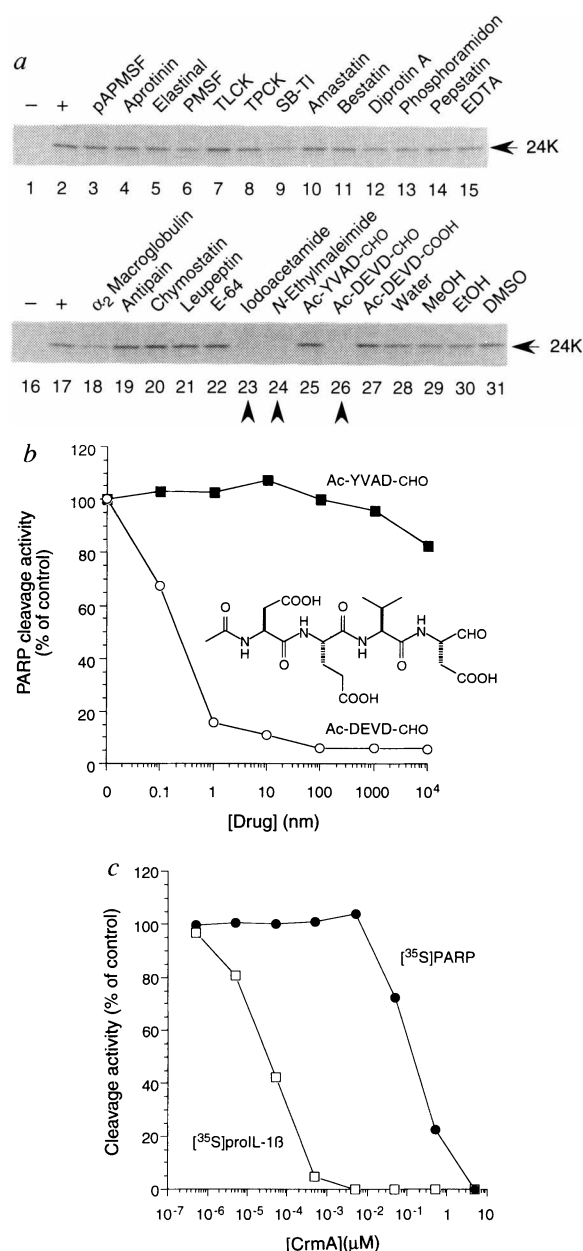 a
– + pAPMSF Aprotinin Elastinal PMSF TLCK TPCK SB-TI Amastatin Bestatin Diprotin A Phosphoramidon Pepstatin EDTA
24K
1 2 3 4 5 6 7 8 9 10 11 12 13 14 15
– + α2 Macroglobulin Antipain Chymostatin Leupeptin E-64 Iodoacetamide N-Ethylmaleimide Ac-YVAD-CHO Ac-DEVD-CHO Ac-DEVD-COOH Water MeOH EtOH DMSO
24K
16 17 18 19 20 21 22 23 24 25 26 27 28 29 30 31
b
PARP cleavage activity
(% of control)
120
100
80
60
40
20
0
Ac-YVAD-CHO
O COOH H O H CHO
N H O N COOH N H O N COOH
Ac-DEVD-CHO
0 0.1 1 10 100 1000 10⁴
[Drug] (nm)
c
Cleavage activity (% of control)
120
100
80
60
40
20
0
[³⁵S]PARP
[³⁵S]proIL-1ß
10⁻⁷ 10⁻⁶ 10⁻⁵ 10⁻⁴ 10⁻³ 10⁻² 10⁻¹ 1 10
[CrmA](µM)